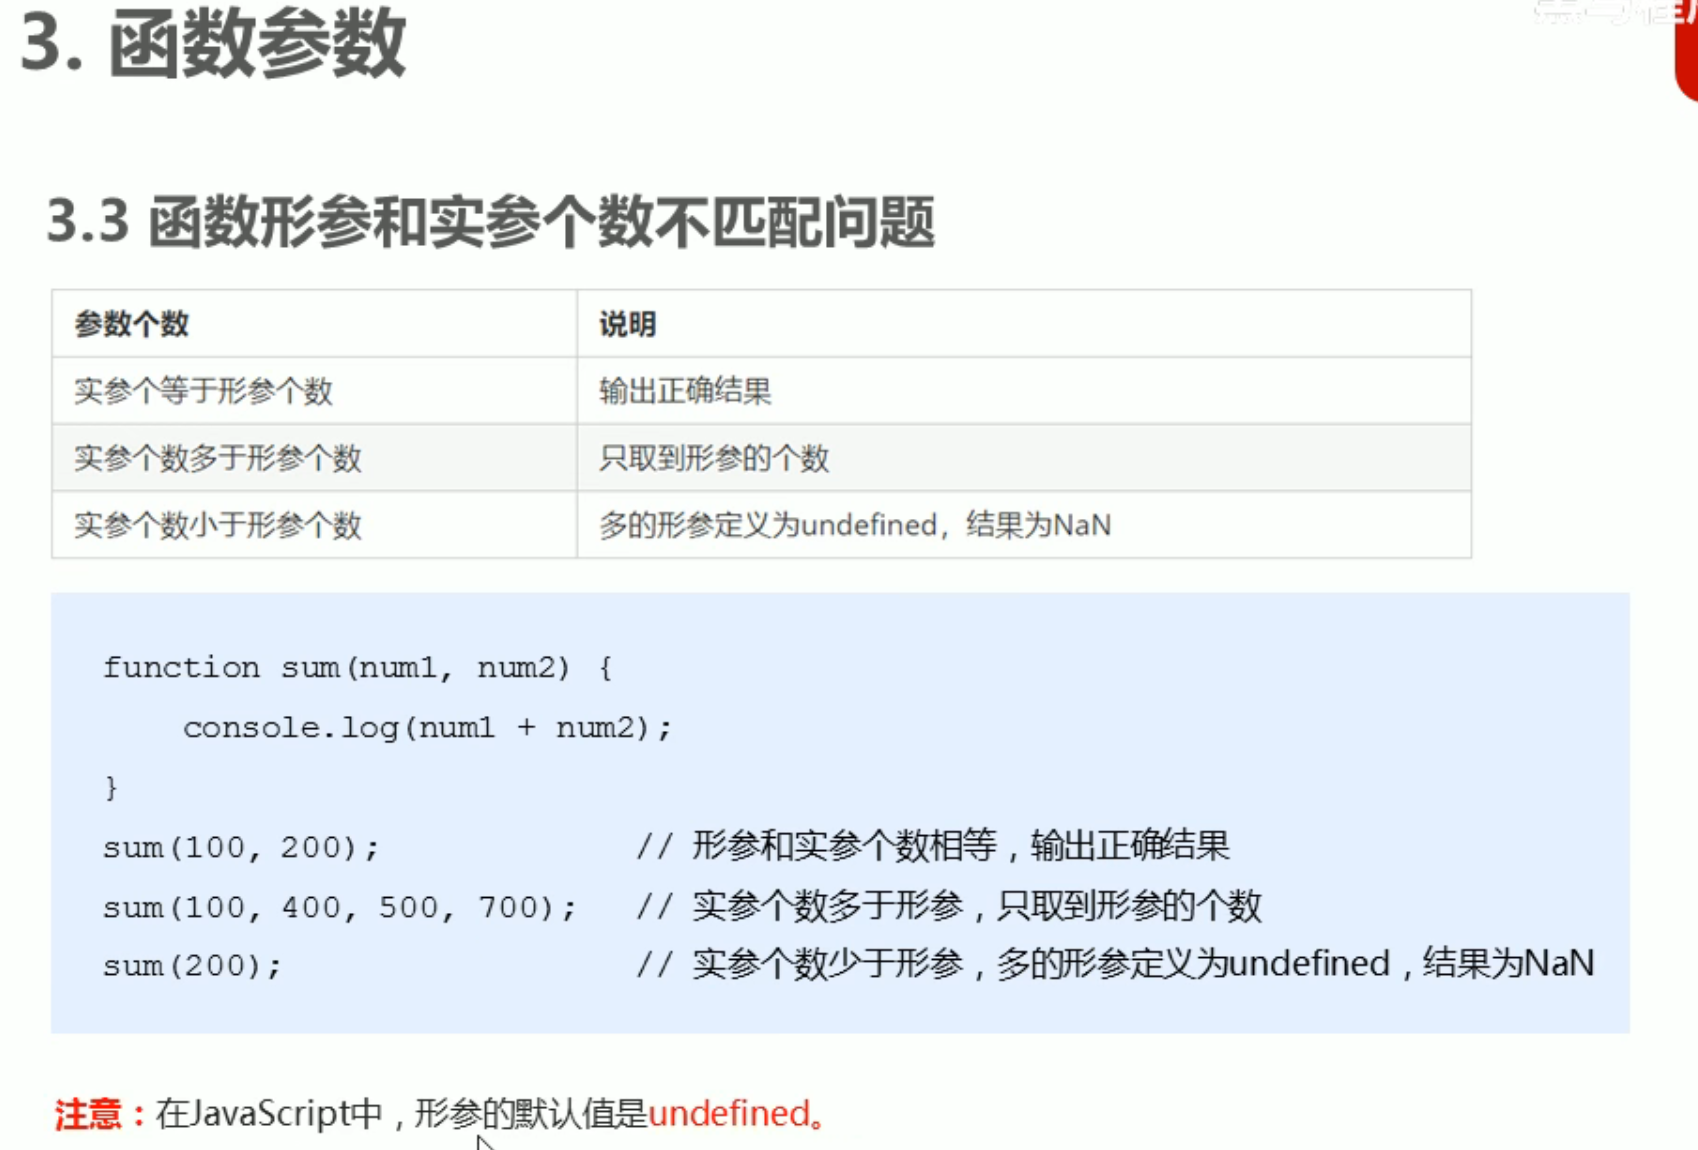 3. 函数参数
3.3 函数形参和实参个数不匹配问题
参数个数 说明
实参个等于形参个数 输出正确结果
实参个数多于形参个数 只取到形参的个数
实参个数小于形参个数 多的形参定义为undefined，结果为NaN
function sum(num1, num2) {
console.log(num1 + num2);
}
sum(100, 200); // 形参和实参个数相等，输出正确结果
sum(100, 400, 500, 700); // 实参个数多于形参，只取到形参的个数
sum(200); // 实参个数少于形参，多的形参定义为undefined，结果为NaN
注意：在JavaScript中，形参的默认值是undefined。